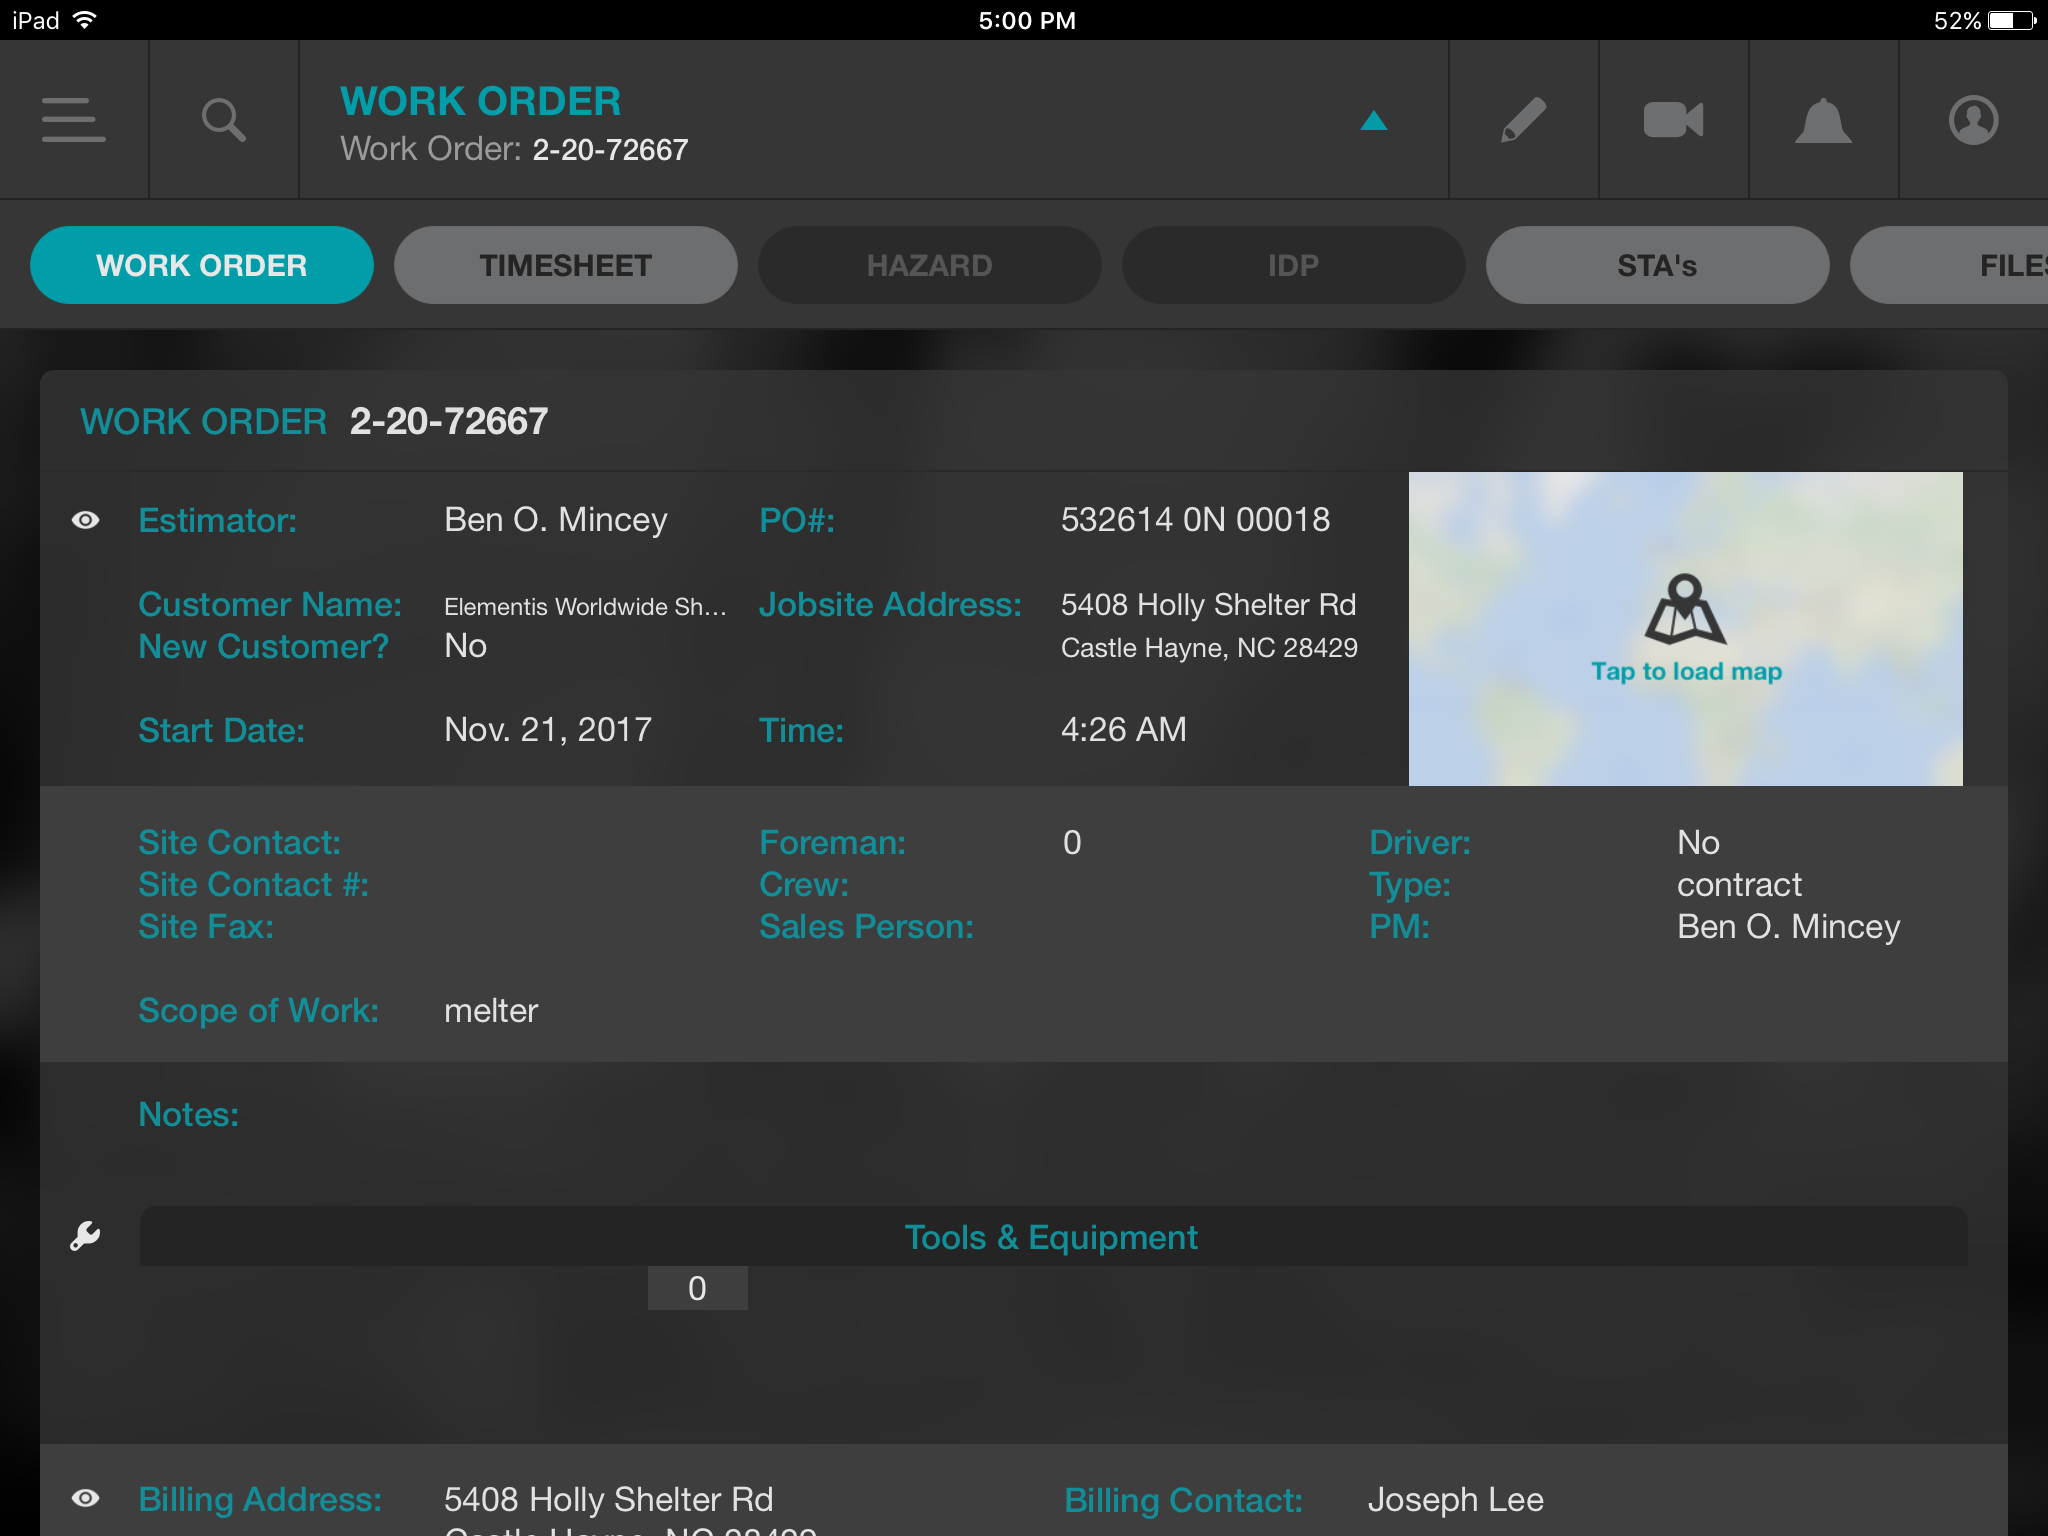 iPad 5:00 PM 52%
WORK ORDER
Work Order: 2-20-72667
WORK ORDER TIMESHEET HAZARD IDP STA's FILES
WORK ORDER 2-20-72667
Estimator: Ben O. Mincey PO#: 532614 0N 00018
Customer Name: Elementis Worldwide Sh... Jobsite Address: 5408 Holly Shelter Rd
New Customer? No Castle Hayne, NC 28429
Tap to load map
Start Date: Nov. 21, 2017 Time: 4:26 AM
Site Contact: Foreman: 0 Driver: No
Site Contact #: Crew: Type: contract
Site Fax: Sales Person: PM: Ben O. Mincey
Scope of Work: melter
Notes:
Tools & Equipment
0
Billing Address: 5408 Holly Shelter Rd Billing Contact: Joseph Lee
Castle Hayne, NC 28429